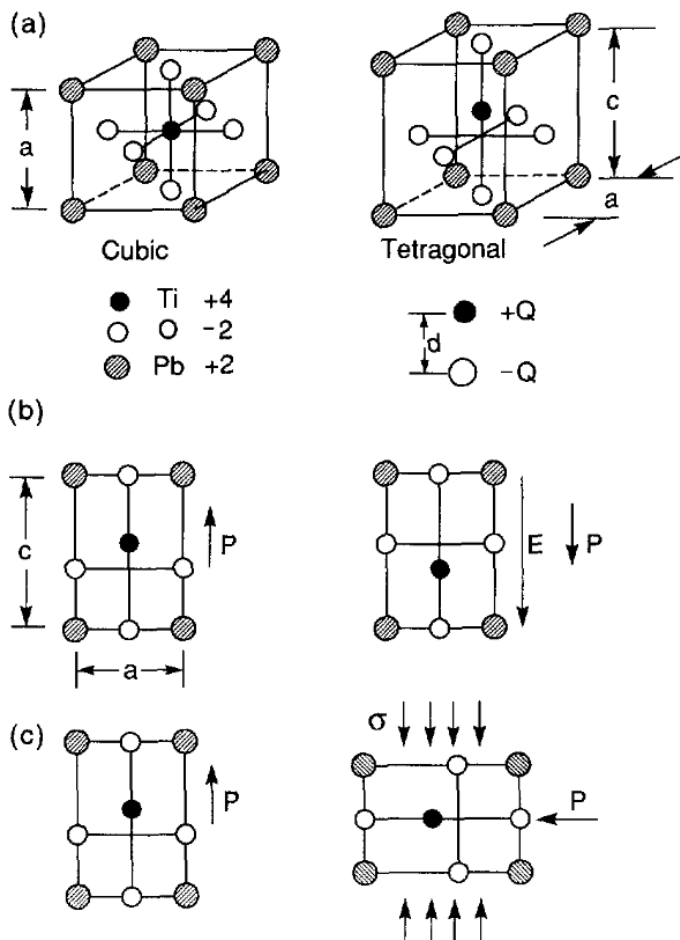 (a)
a
c
a
Cubic
Tetragonal
Ti +4
O -2
Pb +2
d
+Q
-Q
(b)
c
P
a
E
P
(c)
P
σ
P